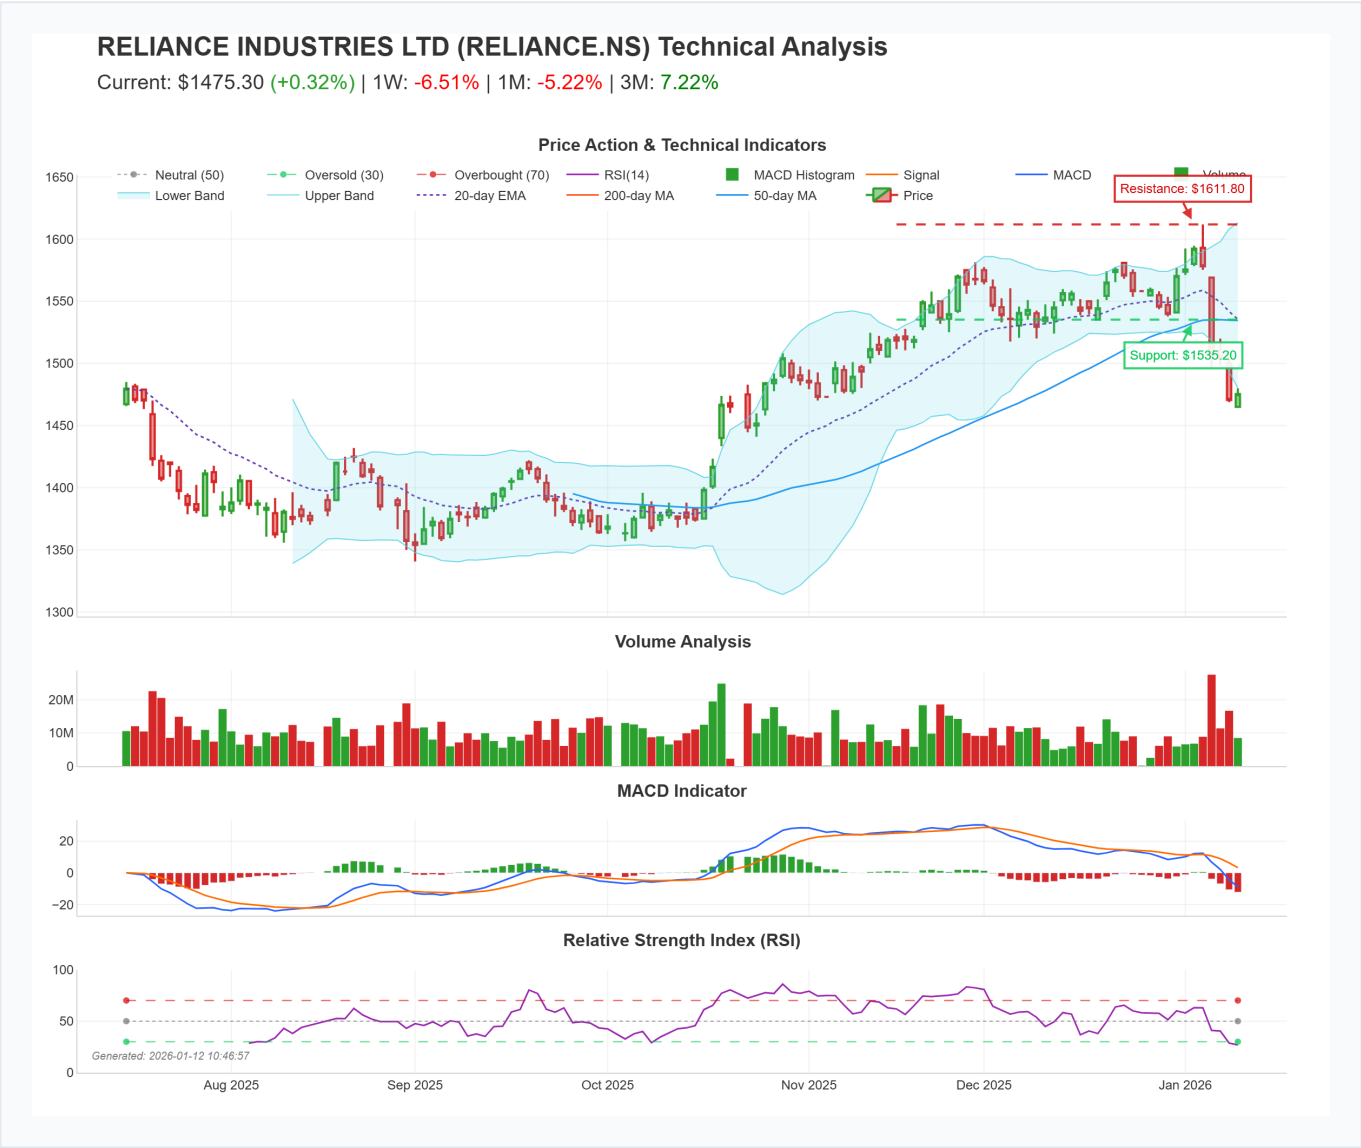 RELIANCE INDUSTRIES LTD (RELIANCE.NS) Technical Analysis
Current: $1475.30 (+0.32%) | 1W: -6.51% | 1M: -5.22% | 3M: 7.22%
Price Action & Technical Indicators
Neutral (50) Oversold (30) Overbought (70) RSI(14) MACD Histogram Signal MACD Volume
Lower Band Upper Band 20-day EMA 200-day MA 50-day MA Price
Resistance: $1611.80
Support: $1535.20
1650
1600
1550
1500
1450
1400
1350
1300
Volume Analysis
20M
10M
0
MACD Indicator
20
0
−20
Relative Strength Index (RSI)
100
50
0
Generated: 2026-01-12 10:46:57
Aug 2025 Sep 2025 Oct 2025 Nov 2025 Dec 2025 Jan 2026